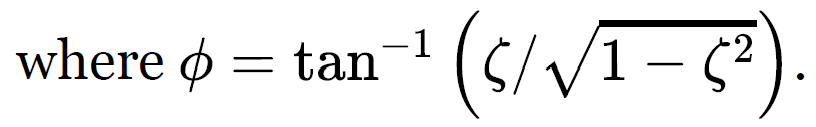 where ϕ = tan⁻¹ (ζ/√(1 − ζ²)).